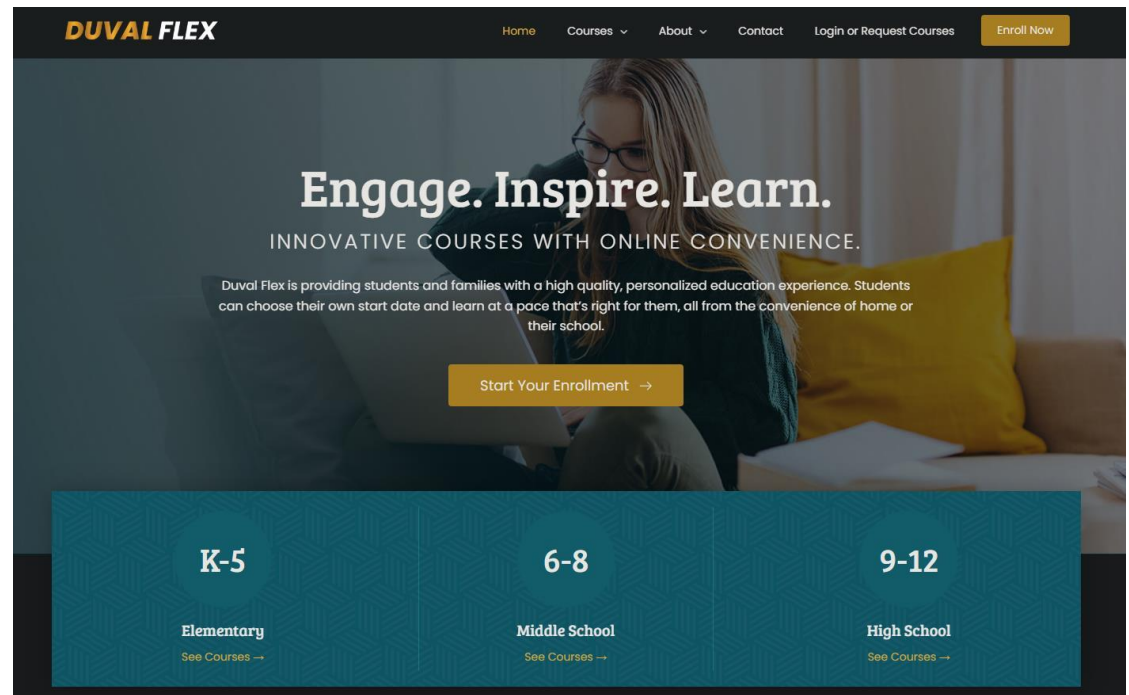 DUVAL FLEX
Home Courses About Contact Login or Request Courses Enroll Now
Engage. Inspire. Learn.
INNOVATIVE COURSES WITH ONLINE CONVENIENCE.
Duval Flex is providing students and families with a high quality, personalized education experience. Students
can choose their own start date and learn at a pace that's right for them, all from the convenience of home or
their school.
Start Your Enrollment →
K-5 6-8 9-12
Elementary Middle School High School
See Courses → See Courses → See Courses →